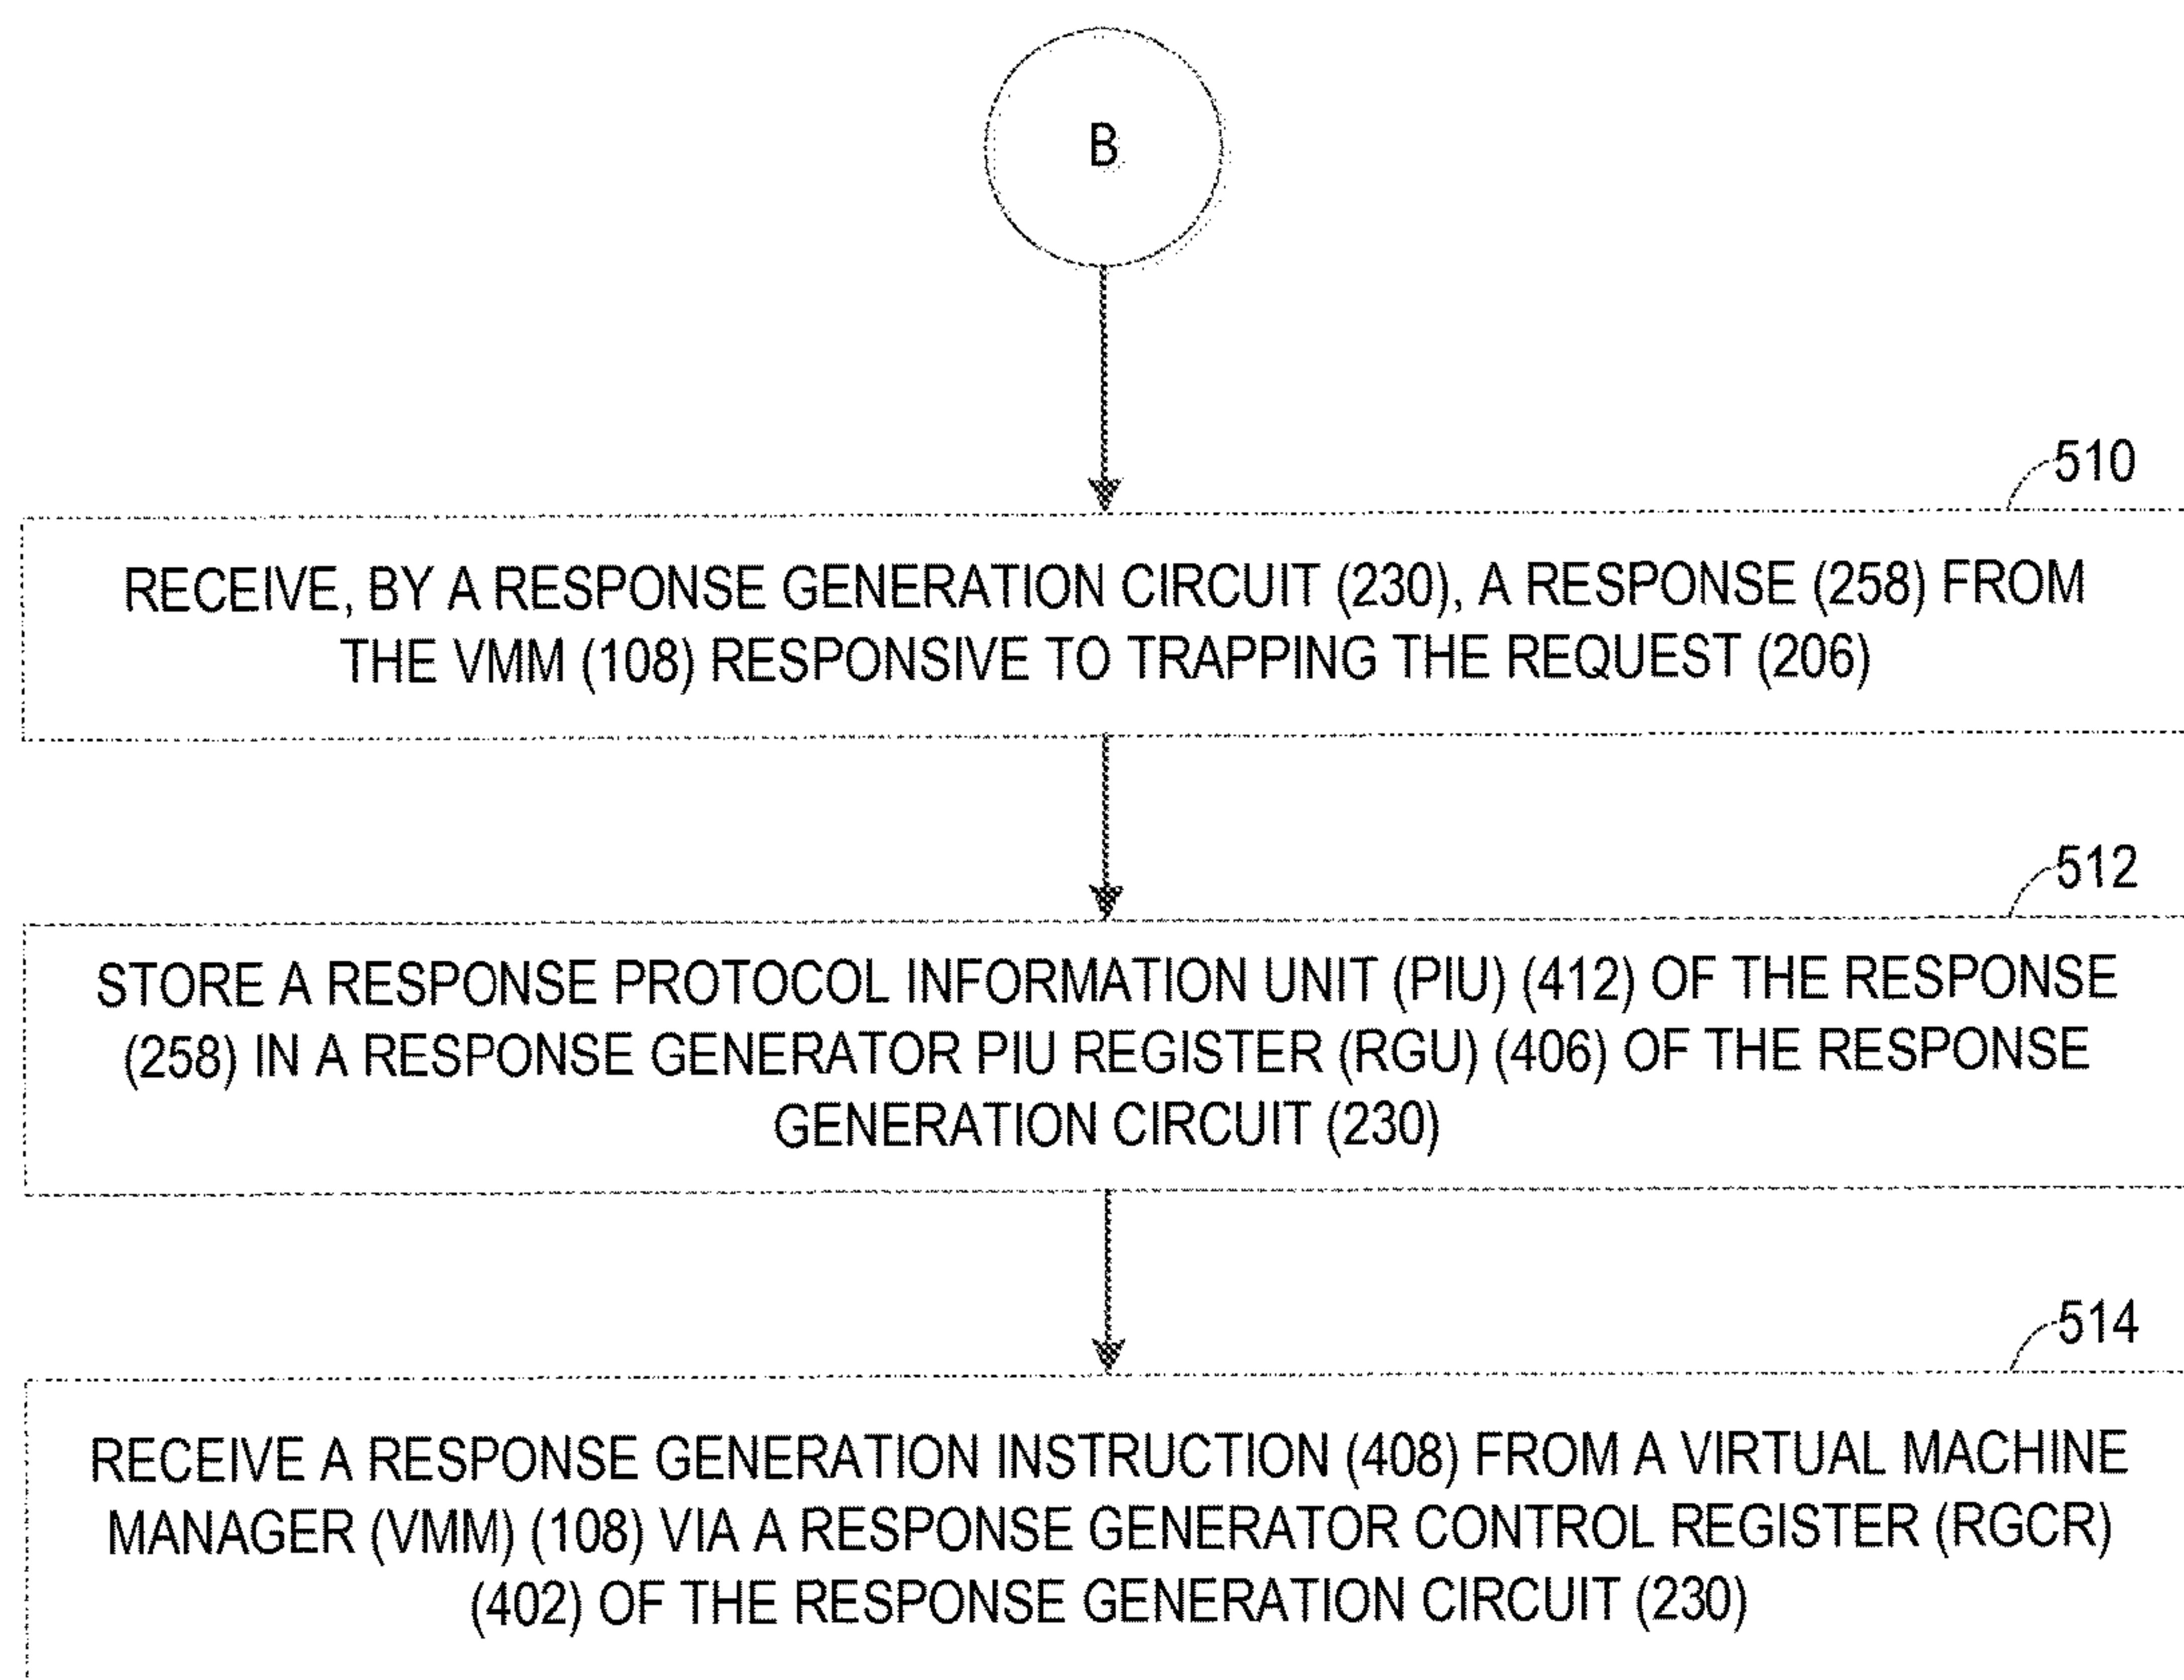 B
510
RECEIVE, BY A RESPONSE GENERATION CIRCUIT (230), A RESPONSE (258) FROM
THE VMM (108) RESPONSIVE TO TRAPPING THE REQUEST (206)
512
STORE A RESPONSE PROTOCOL INFORMATION UNIT (PIU) (412) OF THE RESPONSE
(258) IN A RESPONSE GENERATOR PIU REGISTER (RGU) (406) OF THE RESPONSE
GENERATION CIRCUIT (230)
514
RECEIVE A RESPONSE GENERATION INSTRUCTION (408) FROM A VIRTUAL MACHINE
MANAGER (VMM) (108) VIA A RESPONSE GENERATOR CONTROL REGISTER (RGCR)
(402) OF THE RESPONSE GENERATION CIRCUIT (230)